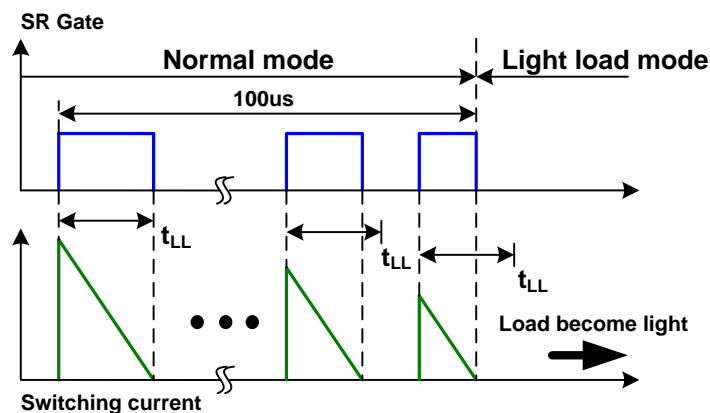 SR Gate
Normal mode
Light load mode
100us
tLL
tLL
tLL
Load become light
Switching current